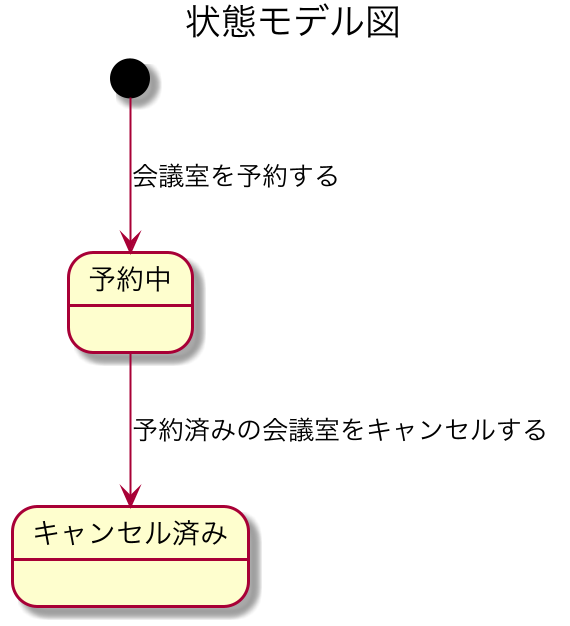 状態モデル図
会議室を予約する
予約中
予約済みの会議室をキャンセルする
キャンセル済み